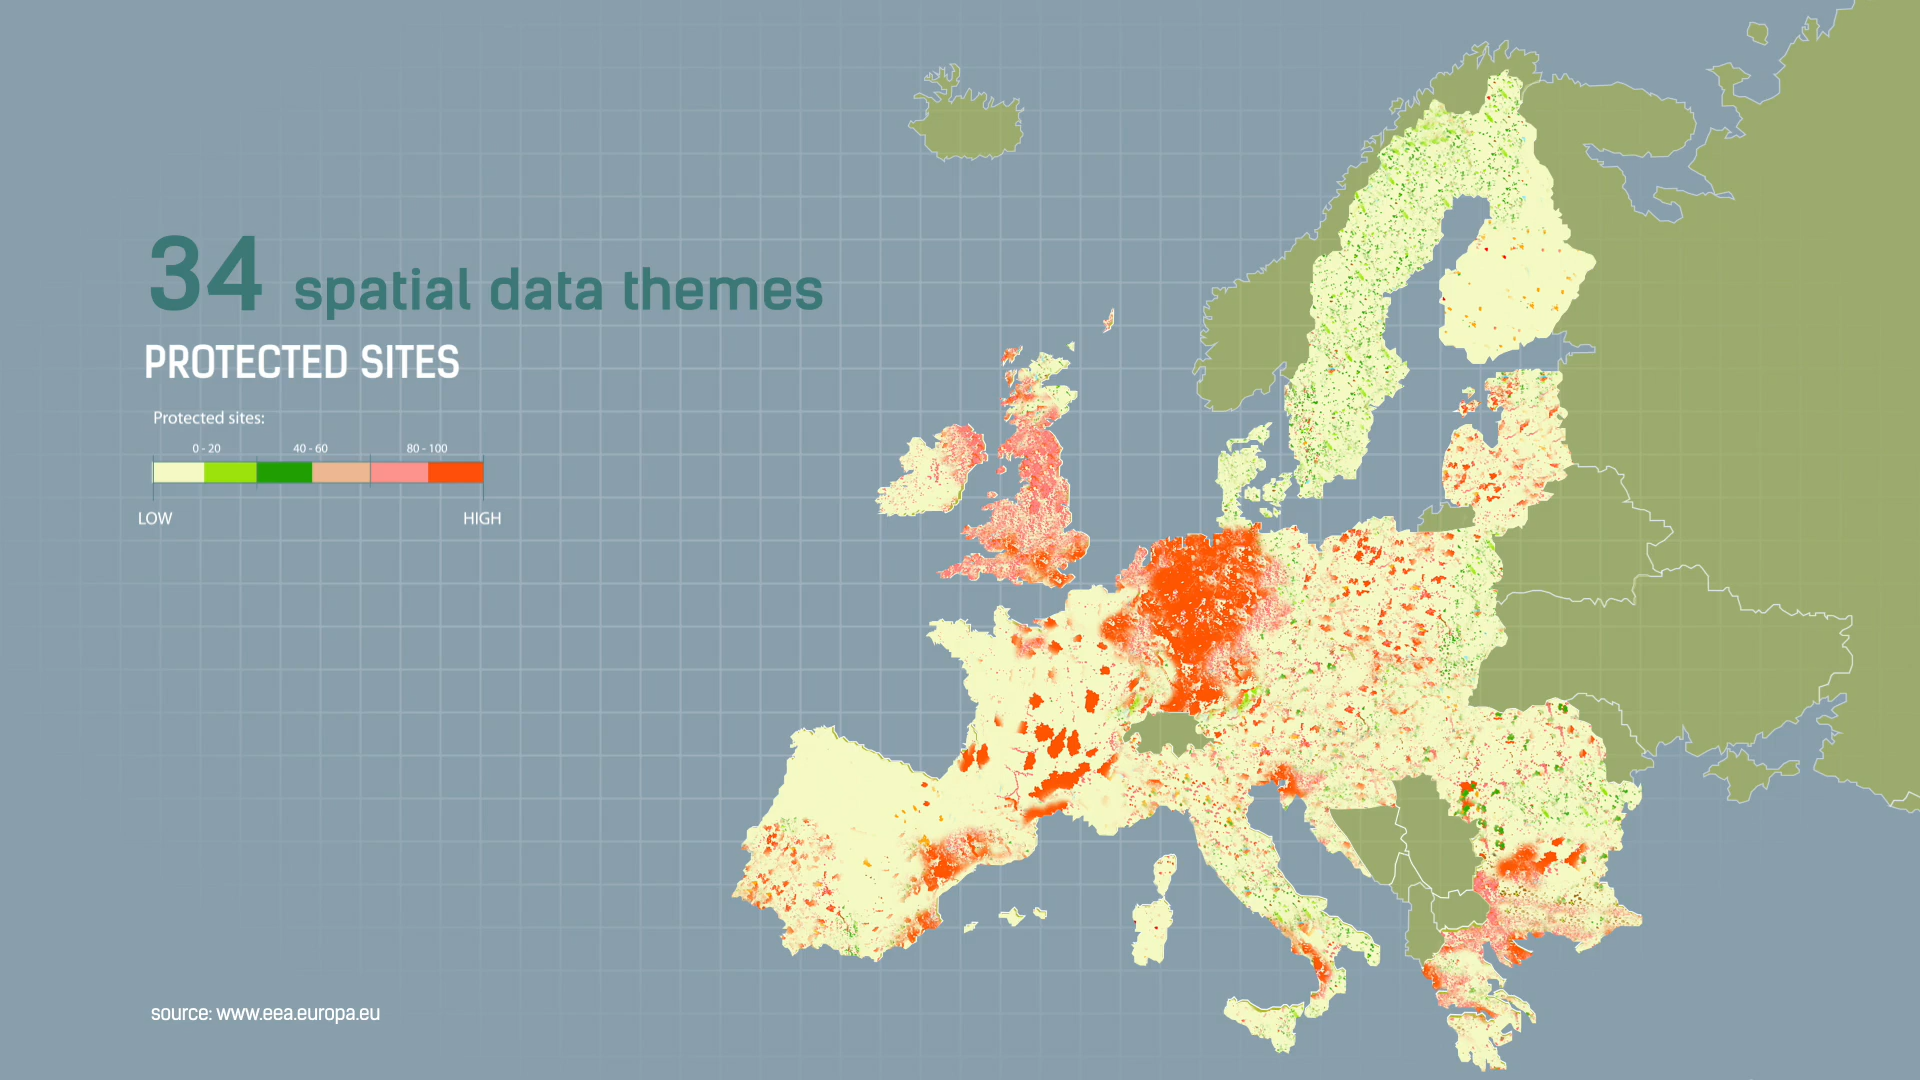 34 spatial data themes
PROTECTED SITES
Protected sites:
0 - 20 40 - 60 80 - 100
LOW HIGH
source: www.eea.europa.eu